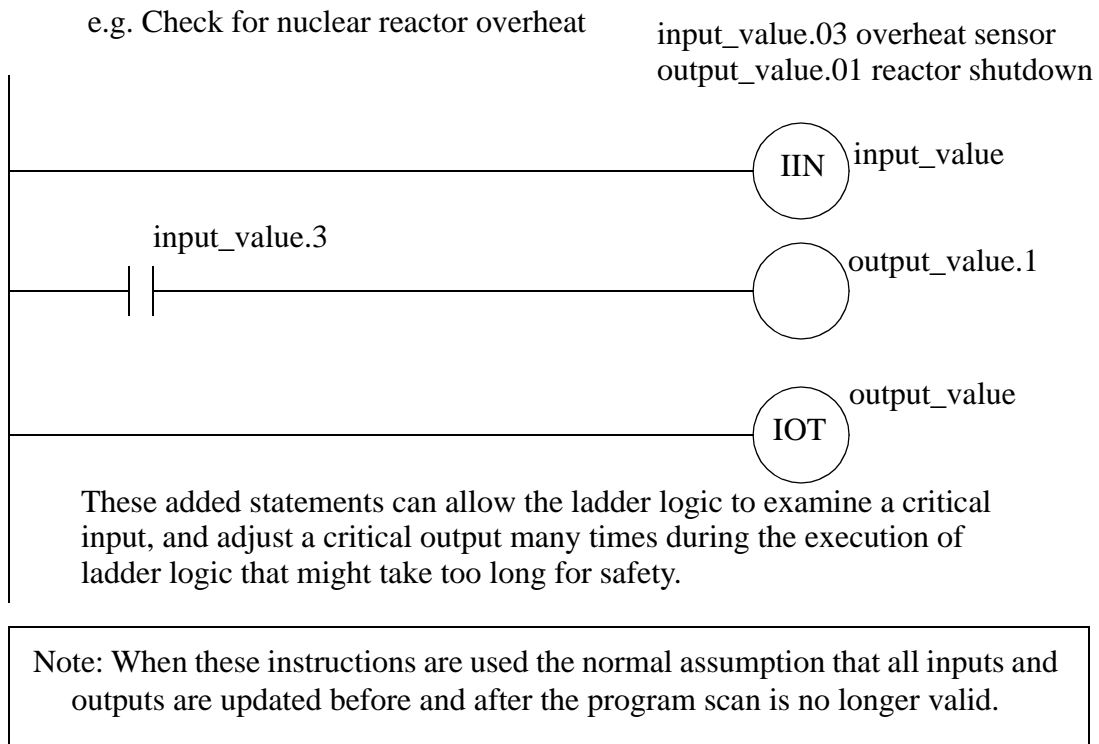 e.g. Check for nuclear reactor overheat
input_value.03 overheat sensor
output_value.01 reactor shutdown
IIN
input_value
input_value.3
output_value.1
output_value
IOT
These added statements can allow the ladder logic to examine a critical
input, and adjust a critical output many times during the execution of
ladder logic that might take too long for safety.
Note: When these instructions are used the normal assumption that all inputs and
outputs are updated before and after the program scan is no longer valid.